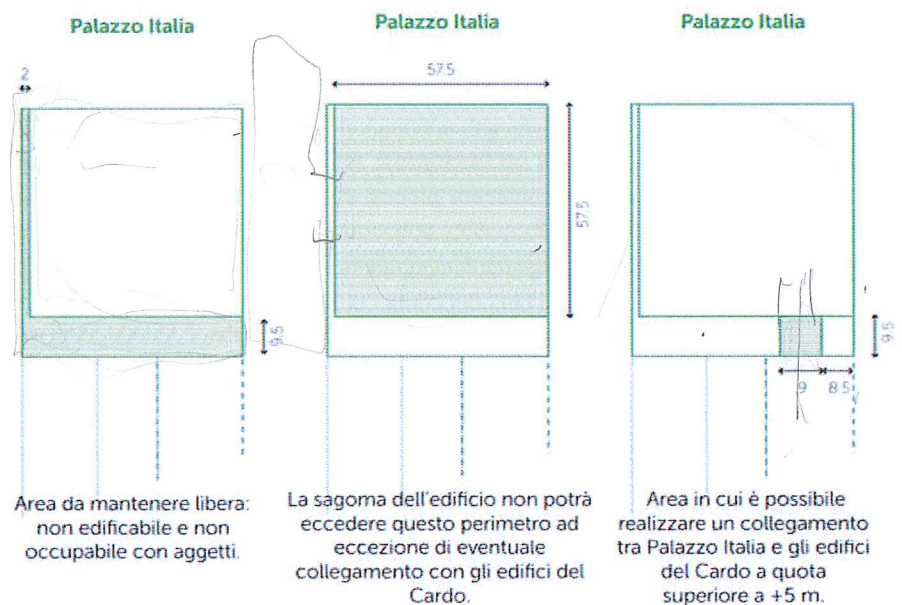 Palazzo Italia
2
9.5
Area da mantenere libera:
non edificabile e non
occupabile con aggetti.
Palazzo Italia
57.5
57.5
La sagoma dell'edificio non potrà
eccedere questo perimetro ad
eccezione di eventuale
collegamento con gli edifici del
Cardo.
Palazzo Italia
9.5
9
8.5
Area in cui è possibile
realizzare un collegamento
tra Palazzo Italia e gli edifici
del Cardo a quota
superiore a +5 m.